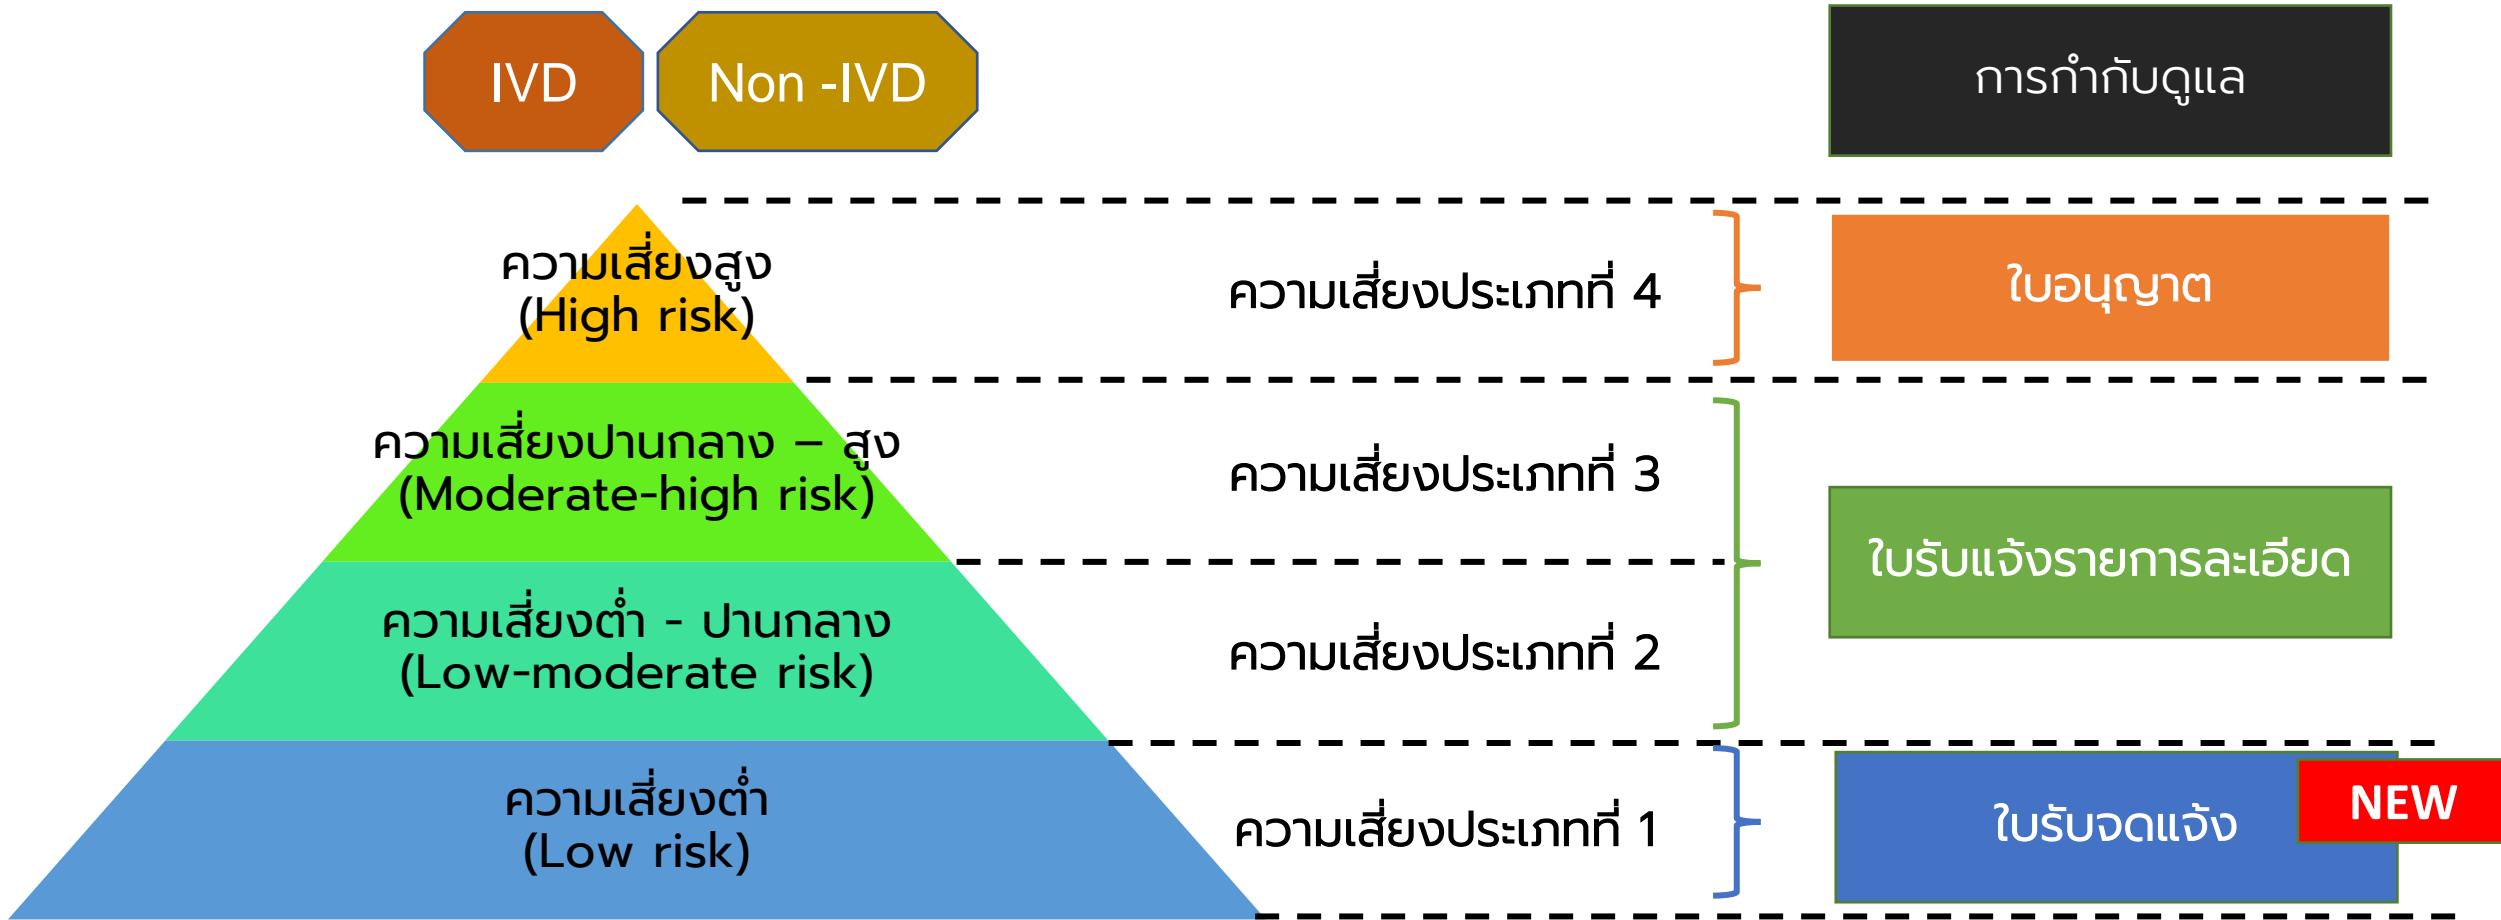 IVD
Non -IVD
การกำกับดูแล
ความเสี่ยงสูง
(High risk)
ความเสี่ยงประเภทที่ 4
ใบอนุญาต
ความเสี่ยงปานกลาง – สูง
(Moderate-high risk)
ความเสี่ยงประเภทที่ 3
ใบรับแจ้งรายการละเอียด
ความเสี่ยงต่ำ - ปานกลาง
(Low-moderate risk)
ความเสี่ยงประเภทที่ 2
ความเสี่ยงต่ำ
(Low risk)
ความเสี่ยงประเภทที่ 1
ใบรับจดแจ้ง
NEW